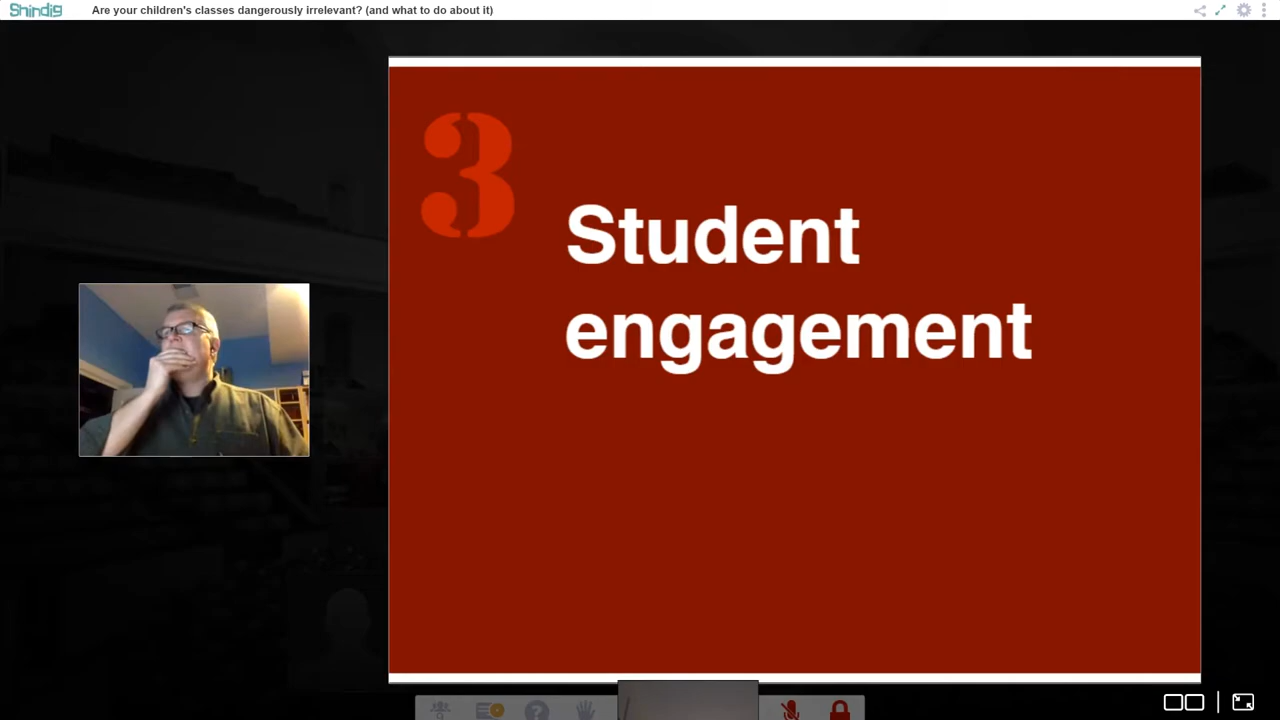 Shindig
Are your children's classes dangerously irrelevant? (and what to do about it)
3
Student
engagement